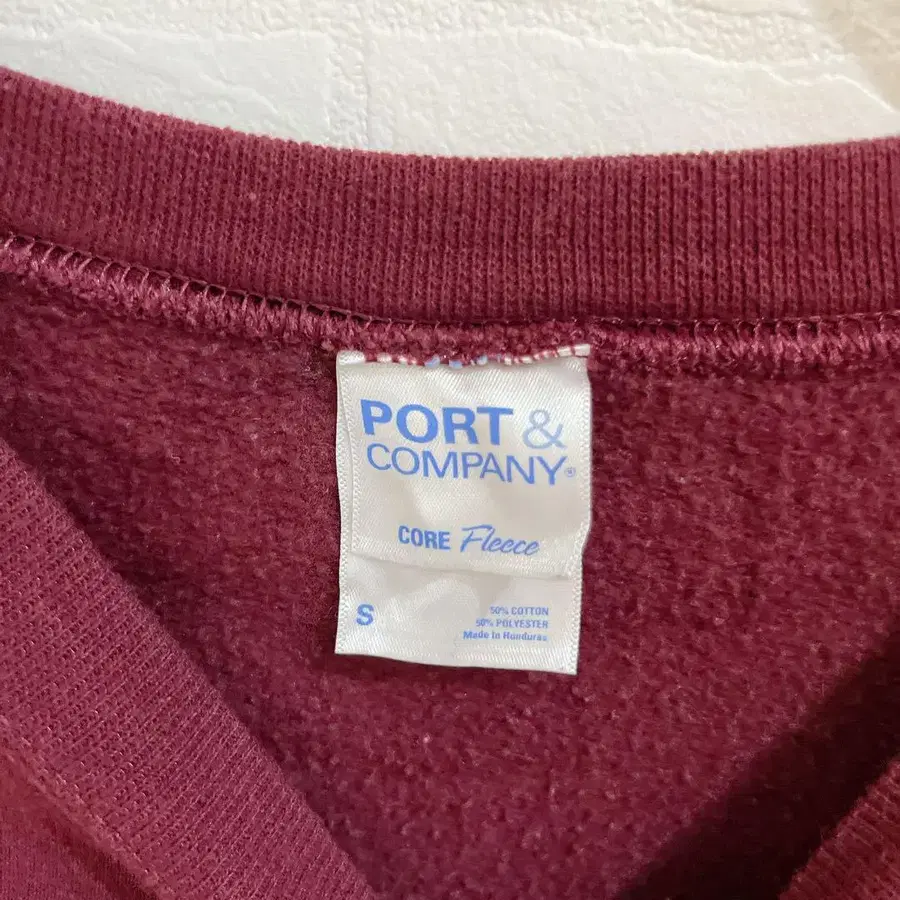 PORT &
COMPANY®
CORE Fleece
S
50% COTTON
50% POLYESTER
Made in Honduras